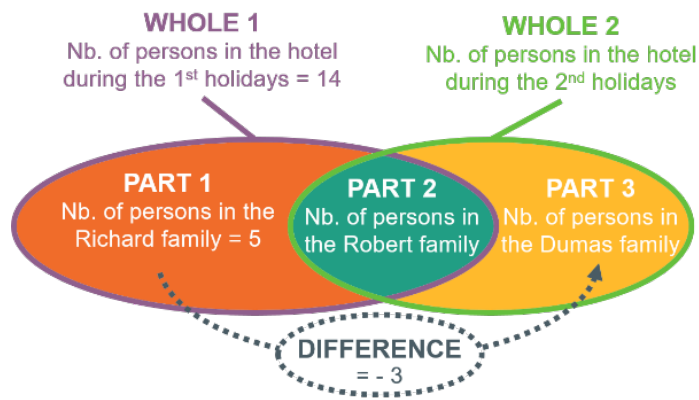 WHOLE 1
Nb. of persons in the hotel
during the 1st holidays = 14
WHOLE 2
Nb. of persons in the hotel
during the 2nd holidays
PART 1
Nb. of persons in the
Richard family = 5
PART 2
Nb. of persons in
the Robert family
PART 3
Nb. of persons in
the Dumas family
DIFFERENCE
= - 3